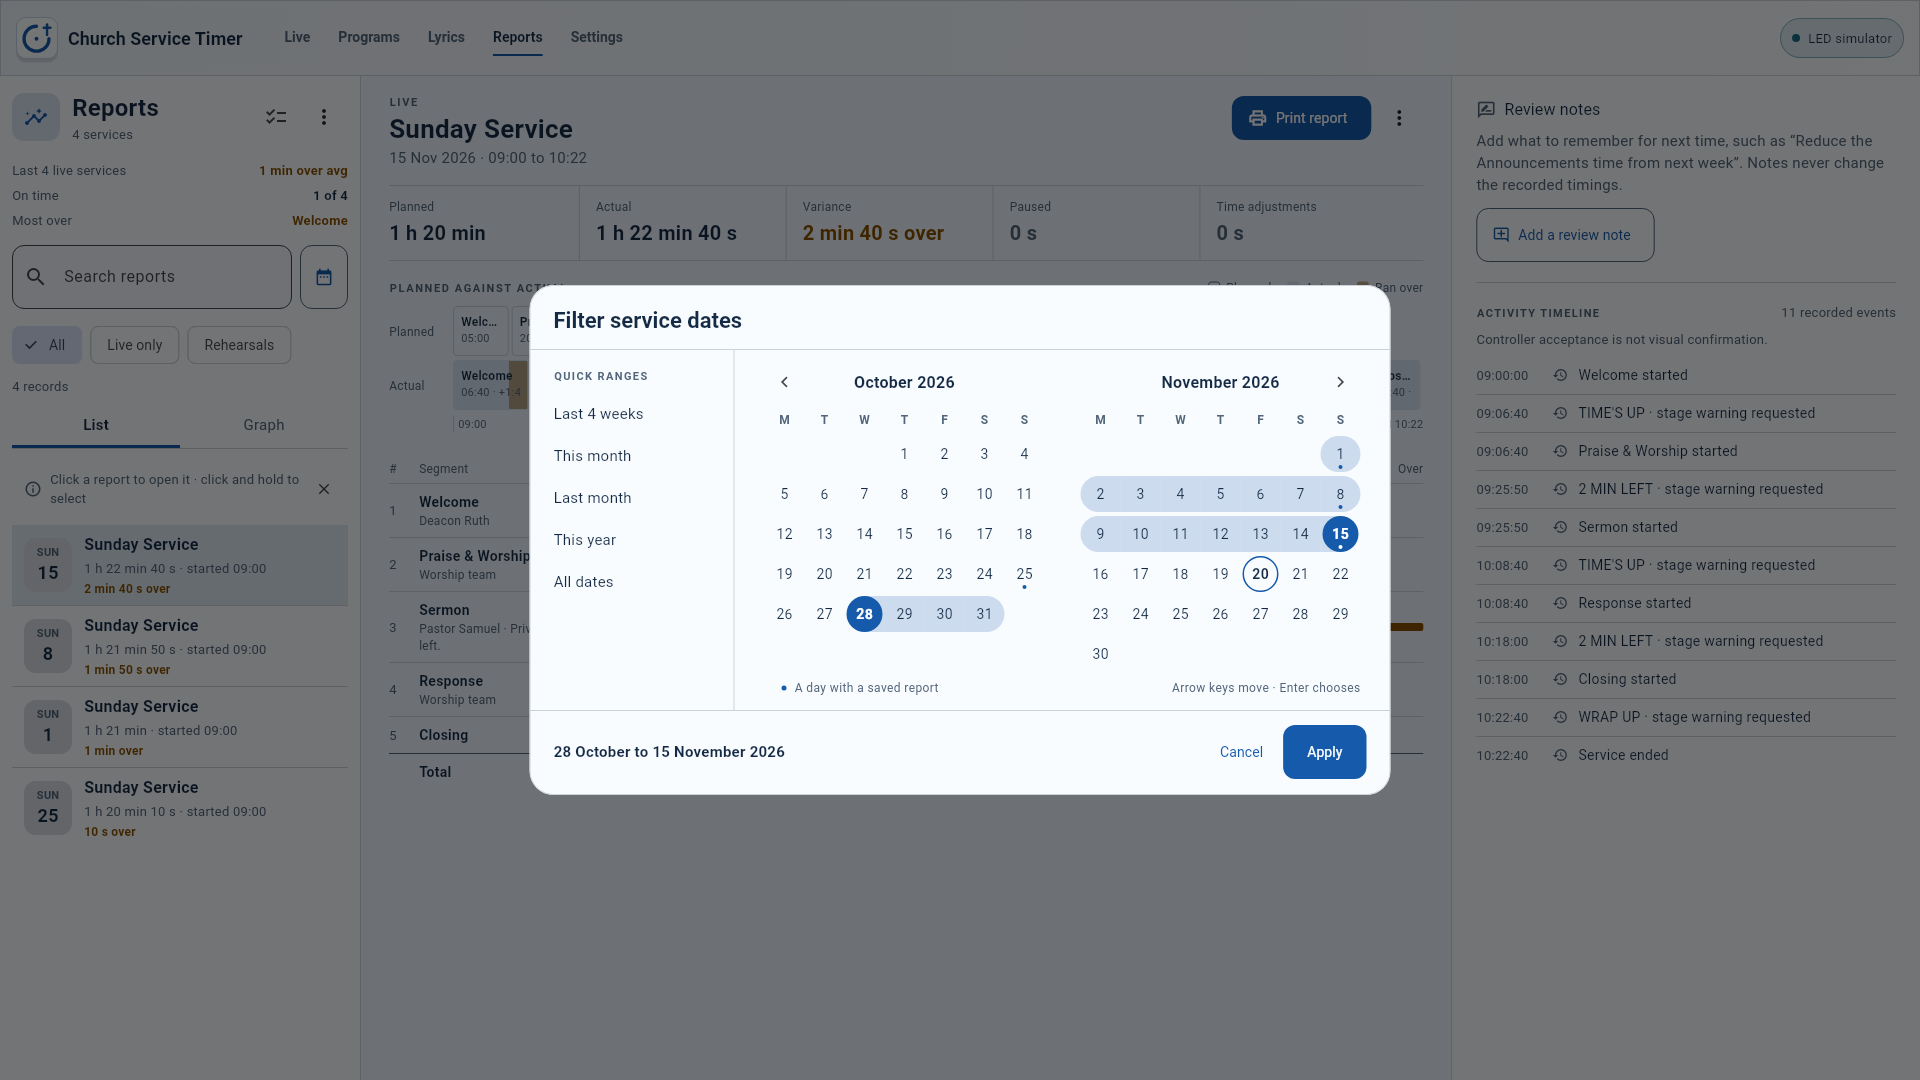 Church Service Timer
Live
Programs
Lyrics
Reports
Settings
LED simulator
Reports
4 services
Last 4 live services
1 min over avg
On time
1 of 4
Most over
Welcome
Search reports
All
Live only
Rehearsals
4 records
List
Graph
Click a report to open it · click and hold to
select
SUN
15
Sunday Service
1 h 22 min 40 s · started 09:00
2 min 40 s over
SUN
8
Sunday Service
1 h 21 min 50 s · started 09:00
1 min 50 s over
SUN
1
Sunday Service
1 h 21 min · started 09:00
1 min over
SUN
25
Sunday Service
1 h 20 min 10 s · started 09:00
10 s over
LIVE
Sunday Service
15 Nov 2026 · 09:00 to 10:22
Print report
Planned
1 h 20 min
Actual
1 h 22 min 40 s
Variance
2 min 40 s over
Paused
0 s
Time adjustments
0 s
PLANNED AGAINST
Ran over
Planned
Welc...
05:00
Actual
Welcome
06:40
09:00
10:22
#
Segment
Over
1
Welcome
Deacon Ruth
2
Praise & Worship
Worship team
3
Sermon
Pastor Samuel ·
left.
4
Response
Worship team
5
Closing
Total
Filter service dates
QUICK RANGES
Last 4 weeks
This month
Last month
This year
All dates
October 2026
M T W T F S S
1 2 3 4
5 6 7 8 9 10 11
12 13 14 15 16 17 18
19 20 21 22 23 24 25
26 27 28 29 30 31
November 2026
M T W T F S S
1
2 3 4 5 6 7 8
9 10 11 12 13 14 15
16 17 18 19 20 21 22
23 24 25 26 27 28 29
30
A day with a saved report
Arrow keys move · Enter chooses
28 October to 15 November 2026
Cancel
Apply
Review notes
Add what to remember for next time, such as “Reduce the
Announcements time from next week”. Notes never change
the recorded timings.
Add a review note
ACTIVITY TIMELINE
11 recorded events
Controller acceptance is not visual confirmation.
09:00:00 Welcome started
09:06:40 TIME'S UP · stage warning requested
09:06:40 Praise & Worship started
09:25:50 2 MIN LEFT · stage warning requested
09:25:50 Sermon started
10:08:40 TIME'S UP · stage warning requested
10:08:40 Response started
10:18:00 2 MIN LEFT · stage warning requested
10:18:00 Closing started
10:22:40 WRAP UP · stage warning requested
10:22:40 Service ended